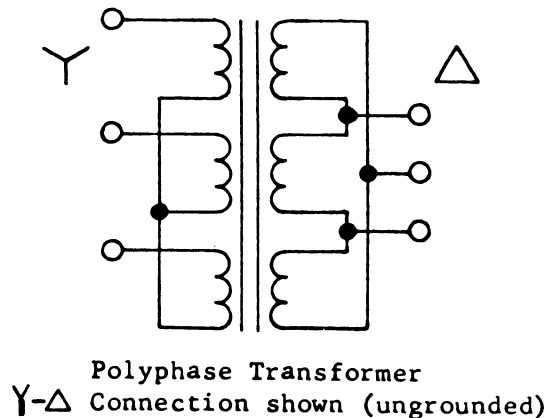 Polyphase Transformer
Y-Δ Connection shown (ungrounded)